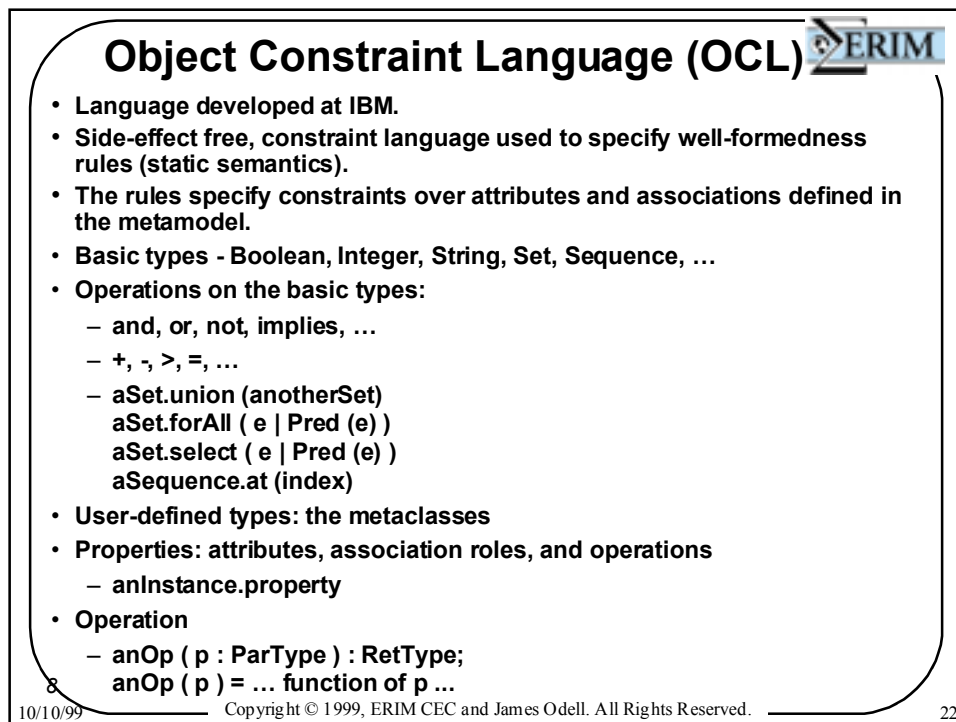 Object Constraint Language (OCL)
ERIM
• Language developed at IBM.
• Side-effect free, constraint language used to specify well-formedness
rules (static semantics).
• The rules specify constraints over attributes and associations defined in
the metamodel.
• Basic types - Boolean, Integer, String, Set, Sequence, …
• Operations on the basic types:
– and, or, not, implies, …
– +, -, >, =, …
– aSet.union (anotherSet)
aSet.forAll ( e | Pred (e) )
aSet.select ( e | Pred (e) )
aSequence.at (index)
• User-defined types: the metaclasses
• Properties: attributes, association roles, and operations
– anInstance.property
• Operation
– anOp ( p : ParType ) : RetType;
anOp ( p ) = … function of p ...
8
10/10/99
Copyright © 1999, ERIM CEC and James Odell. All Rights Reserved.
22